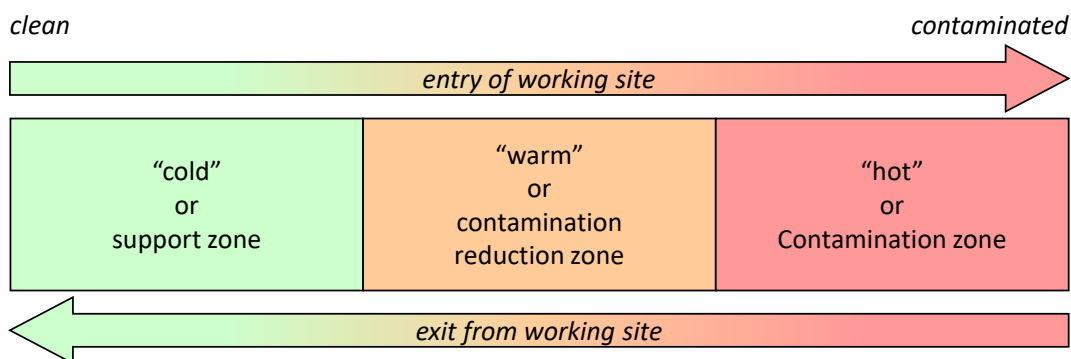 clean
contaminated
entry of working site
“cold”
or
support zone
“warm”
or
contamination
reduction zone
“hot”
or
Contamination zone
exit from working site